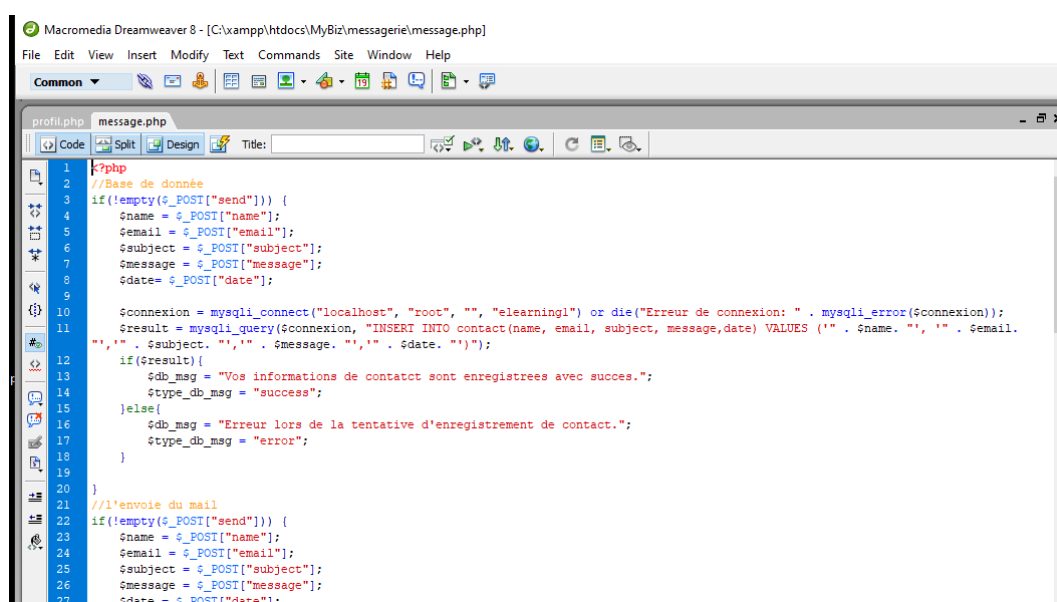 Macromedia Dreamweaver 8 - [C:\xampp\htdocs\MyBiz\messagerie\message.php]
File Edit View Insert Modify Text Commands Site Window Help
Common
profil.php message.php
Code Split Design Title:
1 <?php
2 //Base de donnée
3 if(!empty($_POST["send"])) {
4 $name = $_POST["name"];
5 $email = $_POST["email"];
6 $subject = $_POST["subject"];
7 $message = $_POST["message"];
8 $date= $_POST["date"];
9
10 $connexion = mysqli_connect("localhost", "root", "", "elearning1") or die("Erreur de connexion: " . mysqli_error($connexion));
11 $result = mysqli_query($connexion, "INSERT INTO contact(name, email, subject, message,date) VALUES ('" . $name. "', '" . $email.
"','" . $subject. "','" . $message. "','" . $date. "')");
12 if($result){
13 $db_msg = "Vos informations de contatct sont enregistrees avec succes.";
14 $type_db_msg = "success";
15 }else{
16 $db_msg = "Erreur lors de la tentative d'enregistrement de contact.";
17 $type_db_msg = "error";
18 }
19
20 }
21 //l'envoie du mail
22 if(!empty($_POST["send"])) {
23 $name = $_POST["name"];
24 $email = $_POST["email"];
25 $subject = $_POST["subject"];
26 $message = $_POST["message"];
27 $date = $_POST["date"];